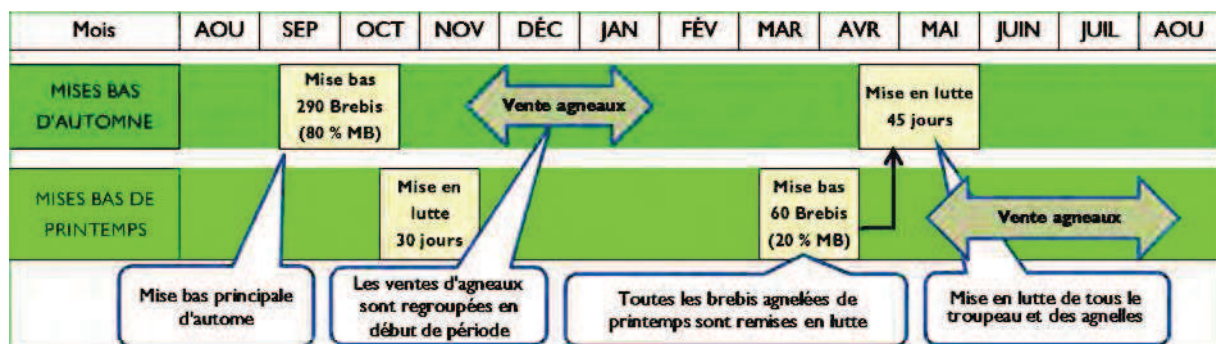 Mois AOU SEP OCT NOV DÉC JAN FÉV MAR AVR MAI JUIN JUIL AOU
MISES BAS
D'AUTOMNE
Mise bas
290 Brebis
(80 % MB)
Vente agneaux
Mise en lutte
45 jours
MISES BAS DE
PRINTEMPS
Mise en
lutte
30 jours
Mise bas
60 Brebis
(20 % MB)
Vente agneaux
Mise bas principale
d'autome
Les ventes d'agneaux
sont regroupées en
début de période
Toutes les brebis agnelées de
printemps sont remises en lutte
Mise en lutte de tous le
troupeau et des agnelles